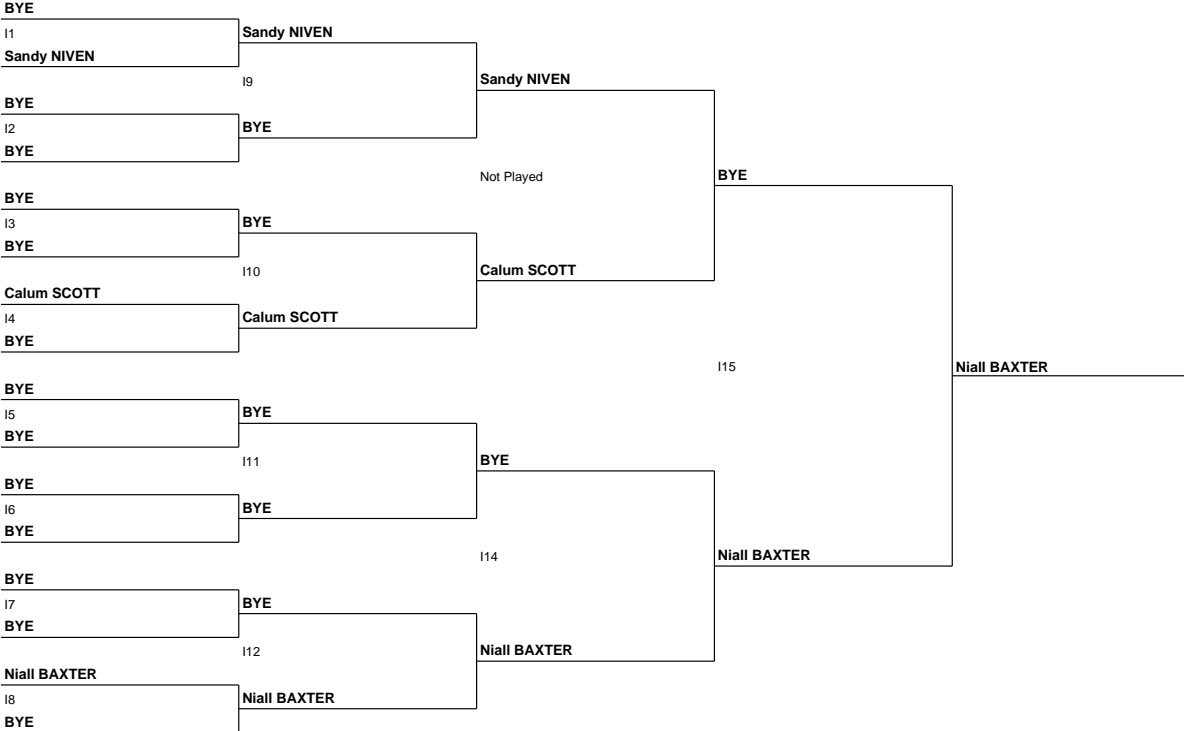 BYE
I1
Sandy NIVEN
Sandy NIVEN
I9
Sandy NIVEN
BYE
I2
BYE
BYE
Not Played
BYE
BYE
I3
BYE
BYE
I10
Calum SCOTT
Calum SCOTT
I4
Calum SCOTT
BYE
I15
Niall BAXTER
BYE
I5
BYE
BYE
I11
BYE
BYE
I6
BYE
BYE
I14
Niall BAXTER
BYE
I7
BYE
BYE
I12
Niall BAXTER
Niall BAXTER
I8
Niall BAXTER
BYE